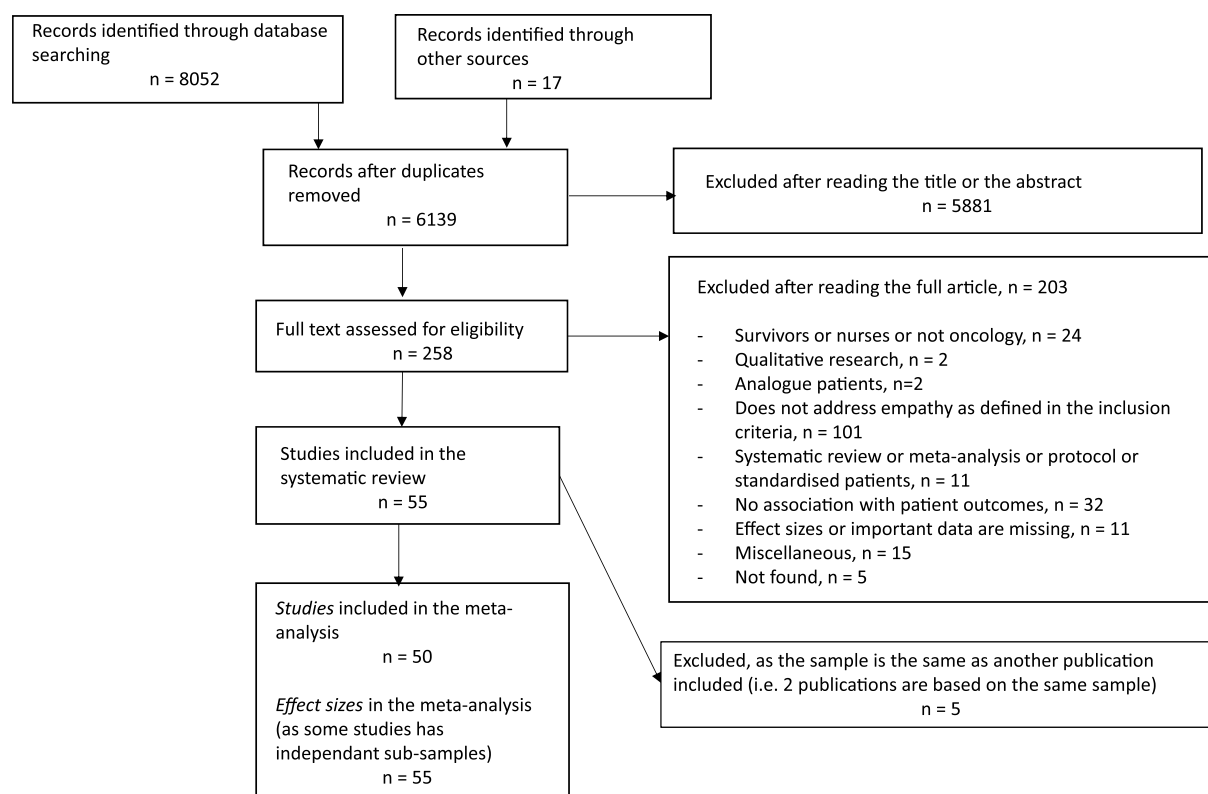 Records identified through database
searching
n = 8052
Records identified through
other sources
n = 17
Records after duplicates
removed
n = 6139
Excluded after reading the title or the abstract
n = 5881
Full text assessed for eligibility
n = 258
Excluded after reading the full article, n = 203
- Survivors or nurses or not oncology, n = 24
- Qualitative research, n = 2
- Analogue patients, n=2
- Does not address empathy as defined in the inclusion
criteria, n = 101
- Systematic review or meta-analysis or protocol or
standardised patients, n = 11
- No association with patient outcomes, n = 32
- Effect sizes or important data are missing, n = 11
- Miscellaneous, n = 15
- Not found, n = 5
Studies included in the
systematic review
n = 55
Excluded, as the sample is the same as another publication
included (i.e. 2 publications are based on the same sample)
n = 5
Studies included in the meta-
analysis
n = 50
Effect sizes in the meta-analysis
(as some studies has
independant sub-samples)
n = 55